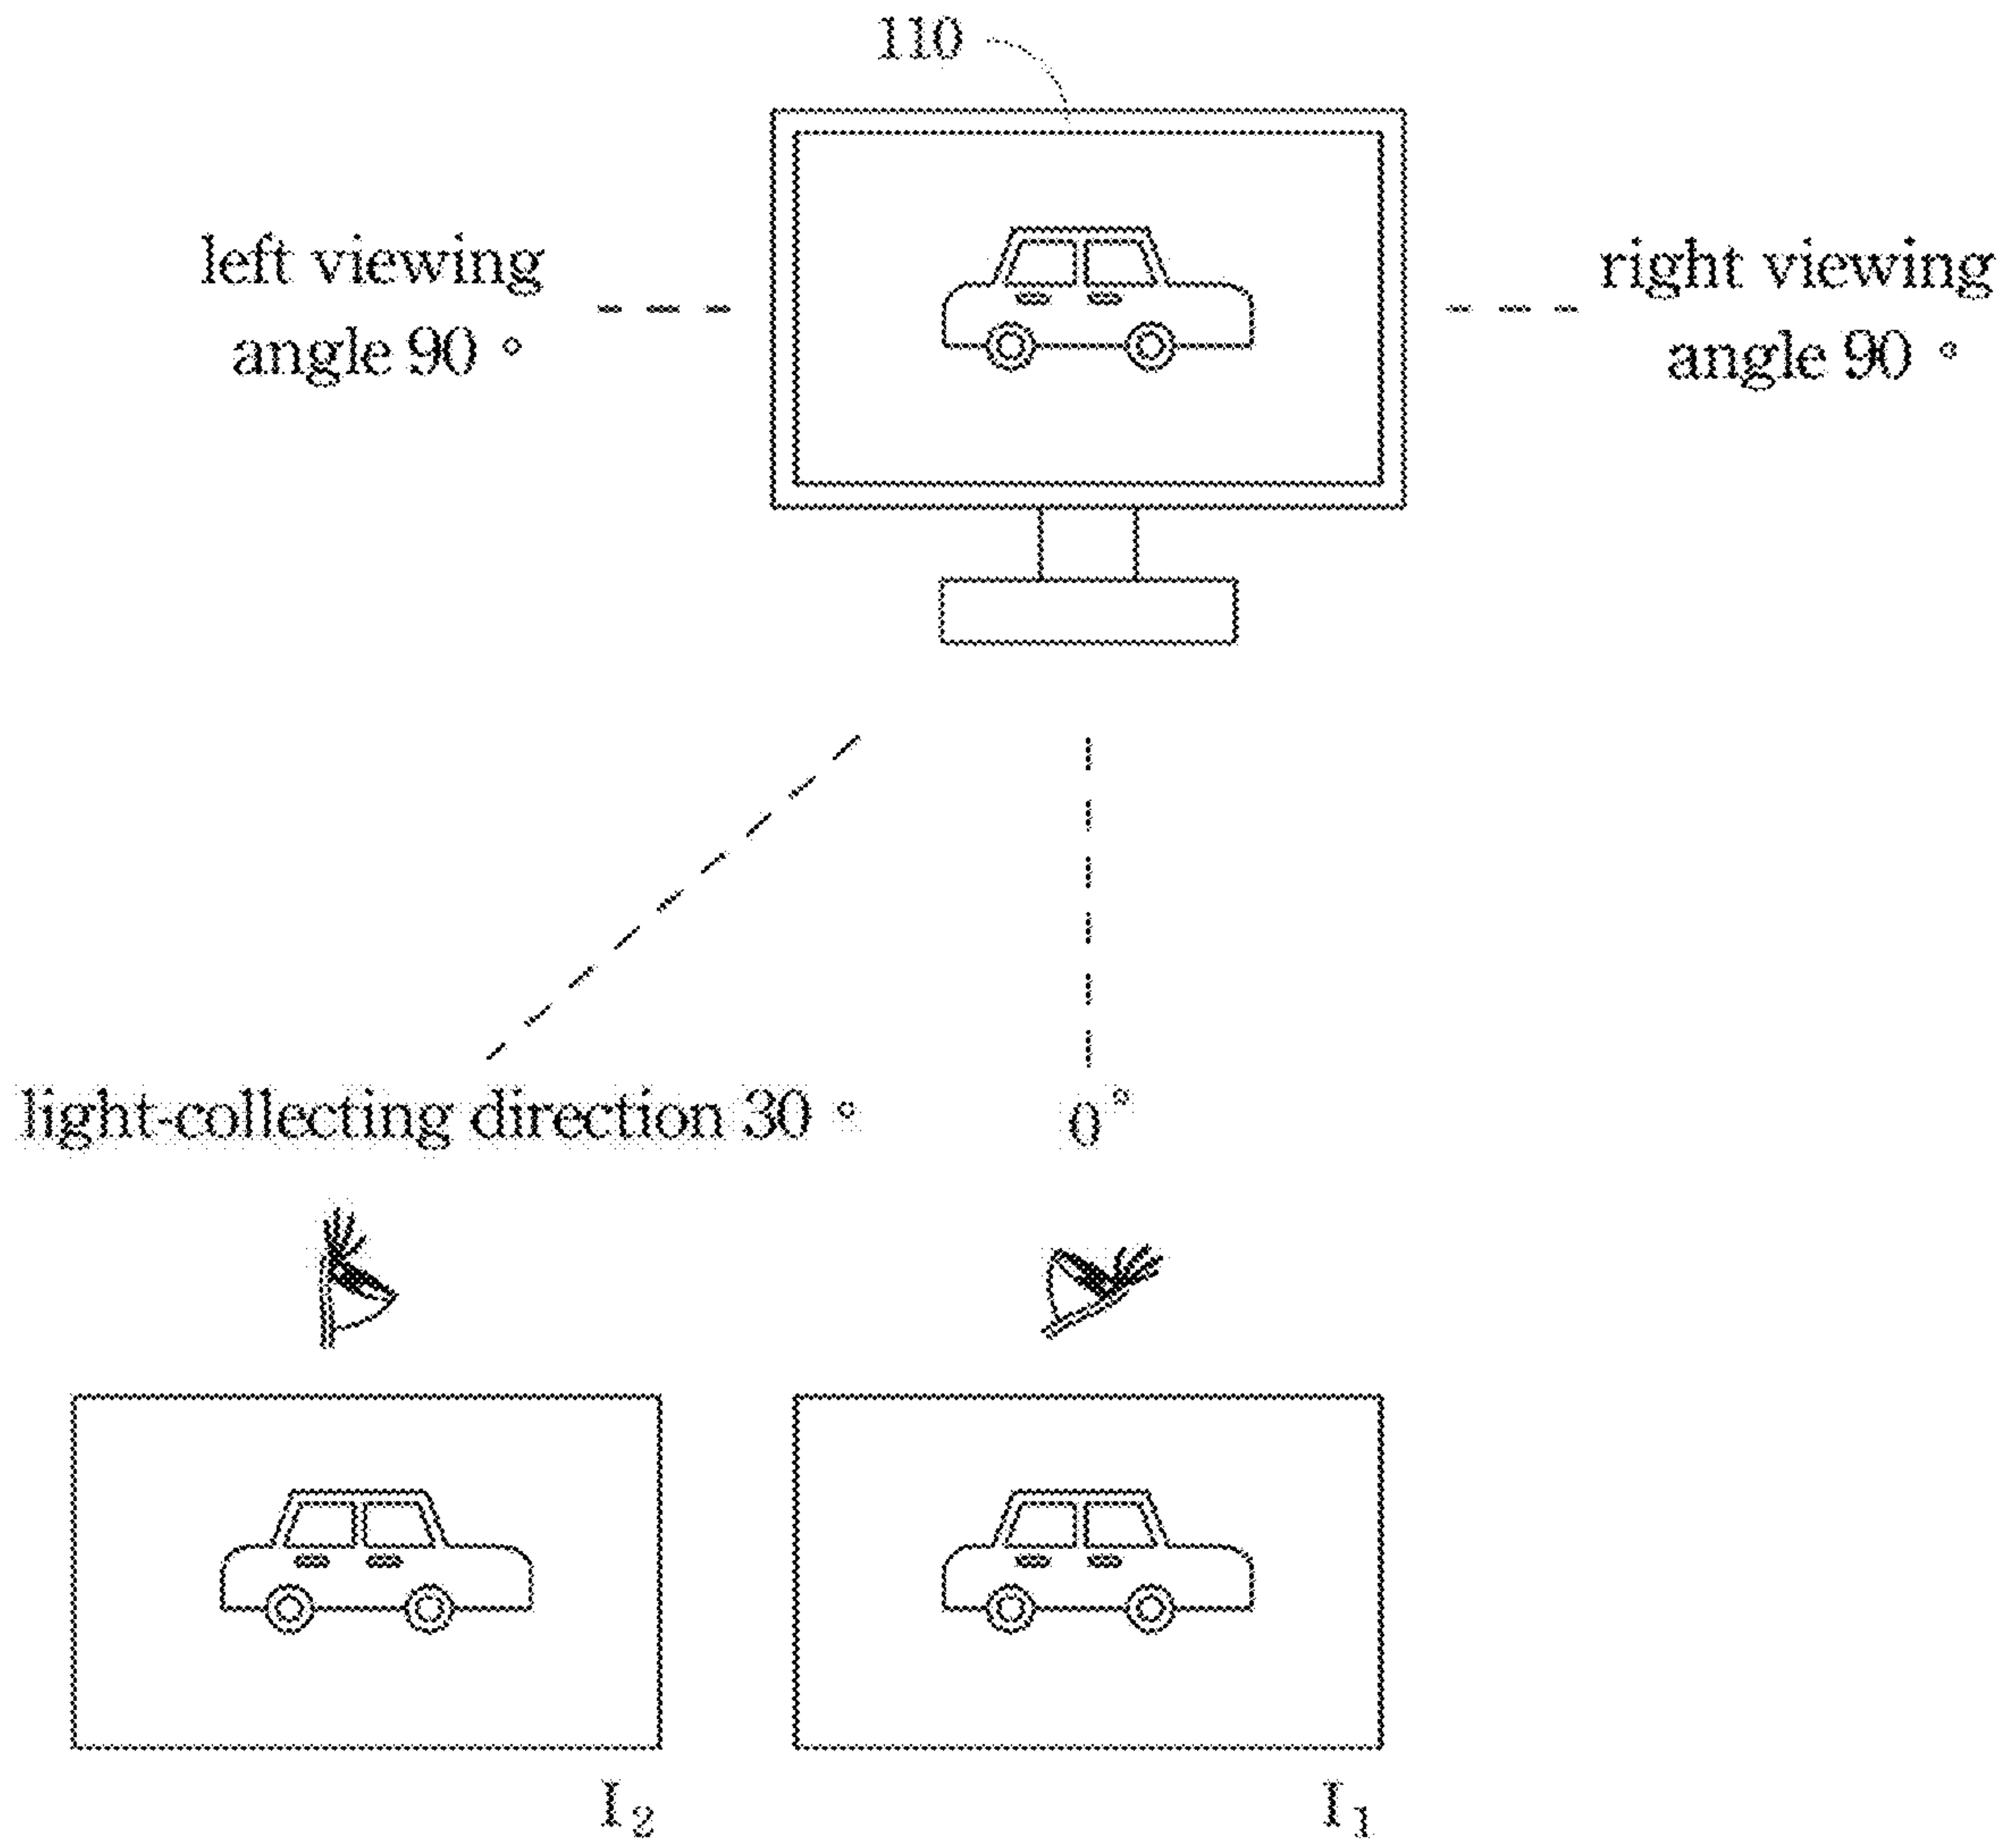 110
left viewing
angle 90°
right viewing
angle 90°
light-collecting direction 30°
0°
I2
I1